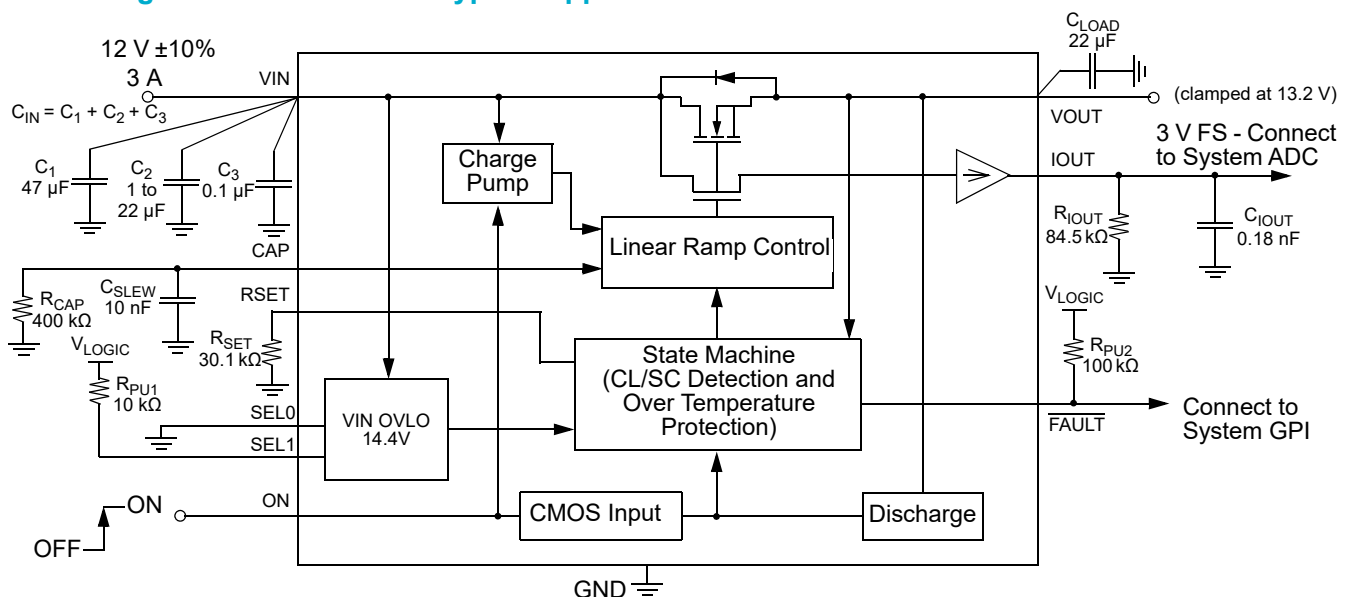 12 V ±10%
3 A
VIN
C_IN = C_1 + C_2 + C_3
C_1
47 µF
C_2
1 to
22 µF
C_3
0.1 µF
Charge
Pump
C_LOAD
22 µF
VOUT
(clamped at 13.2 V)
IOUT
3 V FS - Connect
to System ADC
R_IOUT
84.5 kΩ
C_IOUT
0.18 nF
Linear Ramp Control
CAP
R_CAP
400 kΩ
C_SLEW
10 nF
RSET
R_SET
30.1 kΩ
V_LOGIC
R_PU1
10 kΩ
SEL0
SEL1
VIN OVLO
14.4V
State Machine
(CL/SC Detection and
Over Temperature
Protection)
V_LOGIC
R_PU2
100 kΩ
FAULT
Connect to
System GPI
ON
OFF
ON
CMOS Input
Discharge
GND